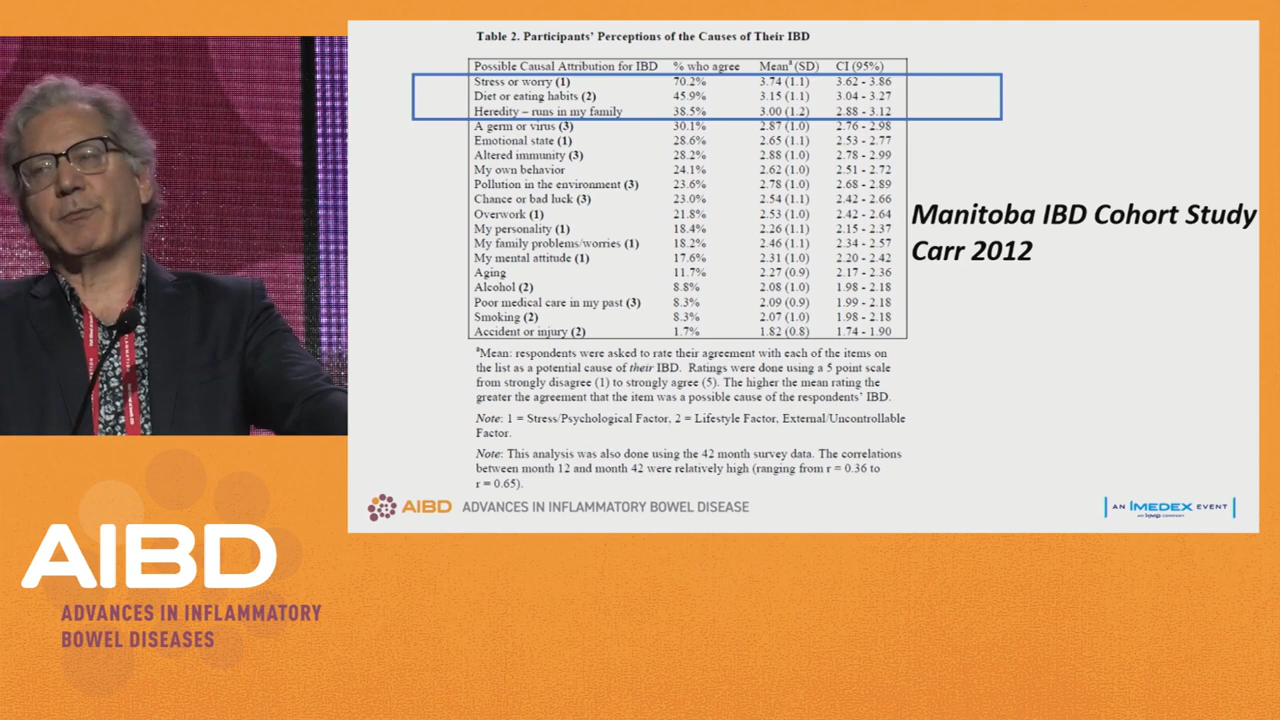 Table 2. Participants' Perceptions of the Causes of Their IBD
Possible Causal Attribution for IBD % who agree Meanᵃ (SD) CI (95%)
Stress or worry (1) 70.2% 3.74 (1.1) 3.62 - 3.86
Diet or eating habits (2) 45.9% 3.15 (1.1) 3.04 - 3.27
Heredity – runs in my family 38.5% 3.00 (1.2) 2.88 - 3.12
A germ or virus (3) 30.1% 2.87 (1.0) 2.76 - 2.98
Emotional state (1) 28.6% 2.65 (1.1) 2.53 - 2.77
Altered immunity (3) 28.2% 2.88 (1.0) 2.78 - 2.99
My own behavior 24.1% 2.62 (1.0) 2.51 - 2.72
Pollution in the environment (3) 23.6% 2.78 (1.0) 2.68 - 2.89
Chance or bad luck (3) 23.0% 2.54 (1.1) 2.42 - 2.66
Overwork (1) 21.8% 2.53 (1.0) 2.42 - 2.64
My personality (1) 18.4% 2.26 (1.1) 2.15 - 2.37
My family problems/worries (1) 18.2% 2.46 (1.1) 2.34 - 2.57
My mental attitude (1) 17.6% 2.31 (1.0) 2.20 - 2.42
Aging 11.7% 2.27 (0.9) 2.17 - 2.36
Alcohol (2) 8.8% 2.08 (1.0) 1.98 - 2.18
Poor medical care in my past (3) 8.3% 2.09 (0.9) 1.99 - 2.18
Smoking (2) 8.3% 2.07 (1.0) 1.98 - 2.18
Accident or injury (2) 1.7% 1.82 (0.8) 1.74 - 1.90
ᵃMean: respondents were asked to rate their agreement with each of the items on
the list as a potential cause of their IBD. Ratings were done using a 5 point scale
from strongly disagree (1) to strongly agree (5). The higher the mean rating the
greater the agreement that the item was a possible cause of the respondents' IBD.
Note: 1 = Stress/Psychological Factor, 2 = Lifestyle Factor, External/Uncontrollable
Factor.
Note: This analysis was also done using the 42 month survey data. The correlations
between month 12 and month 42 were relatively high (ranging from r = 0.36 to
r = 0.65).
Manitoba IBD Cohort Study
Carr 2012
AIBD ADVANCES IN INFLAMMATORY BOWEL DISEASE
AN IMEDEX EVENT
AIBD
ADVANCES IN INFLAMMATORY
BOWEL DISEASES